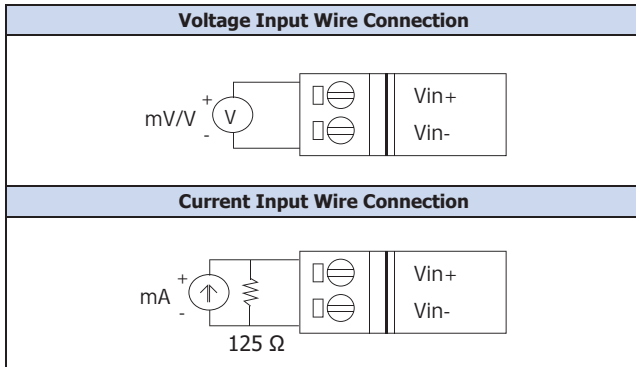 Voltage Input Wire Connection
+
mV/V
V
-
Vin+
Vin-
Current Input Wire Connection
+
mA
-
125 Ω
Vin+
Vin-